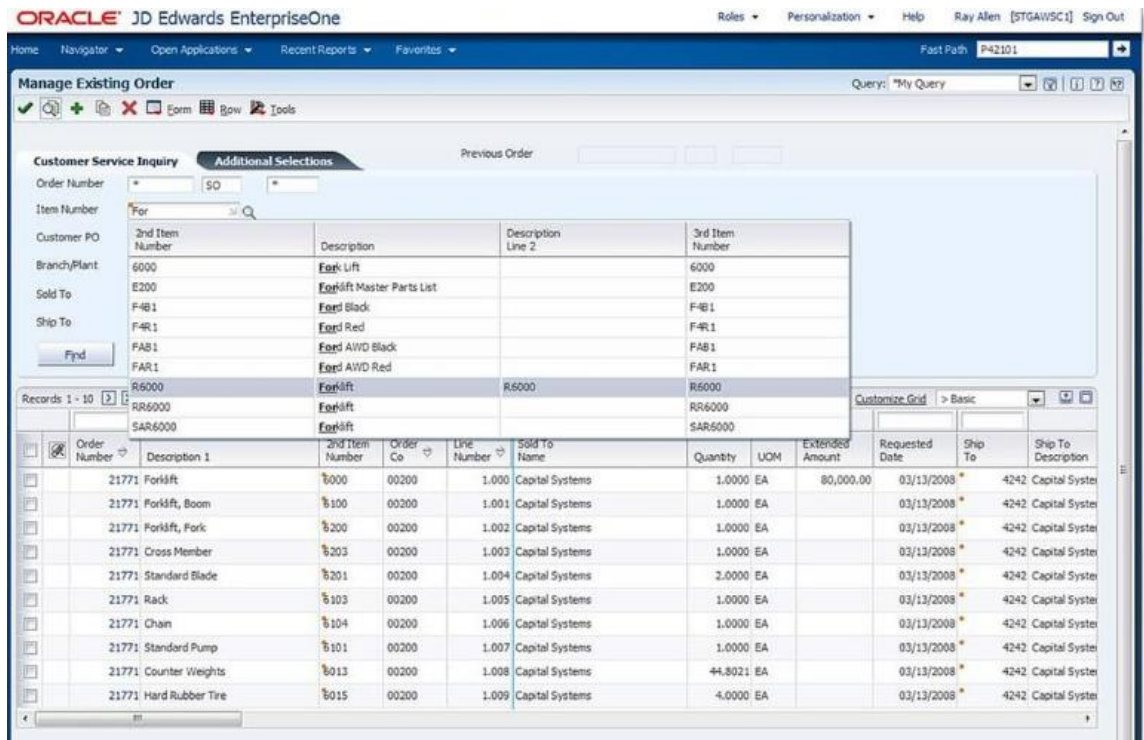 ORACLE JD Edwards EnterpriseOne Roles Personalization Help Ray Allen [STGAWSC1] Sign Out
Home Navigator Open Applications Recent Reports Favorites Fast Path P42101
Manage Existing Order Query: *My Query
Form Row Tools
Customer Service Inquiry Additional Selections Previous Order
Order Number * SO *
Item Number For
Customer PO
Branch/Plant
Sold To
Ship To
Find
2nd Item Number Description Description Line 2 3rd Item Number
6000 Fork Lift 6000
E200 Forklift Master Parts List E200
F4B1 Ford Black F4B1
F4R1 Ford Red F4R1
FAB1 Ford AWD Black FAB1
FAR1 Ford AWD Red FAR1
R6000 Forklift R6000 R6000
RR6000 Forklift RR6000
SAR6000 Forklift SAR6000
Records 1 - 10 Customize Grid > Basic
Order Number Description 1 2nd Item Number Order Co Line Number Sold To Name Quantity UOM Extended Amount Requested Date Ship To Ship To Description
21771 Forklift 6000 00200 1.000 Capital Systems 1.0000 EA 80,000.00 03/13/2008 4242 Capital Syste
21771 Forklift, Boom 6100 00200 1.001 Capital Systems 1.0000 EA 03/13/2008 4242 Capital Syste
21771 Forklift, Fork 6200 00200 1.002 Capital Systems 1.0000 EA 03/13/2008 4242 Capital Syste
21771 Cross Member 6203 00200 1.003 Capital Systems 1.0000 EA 03/13/2008 4242 Capital Syste
21771 Standard Blade 6201 00200 1.004 Capital Systems 2.0000 EA 03/13/2008 4242 Capital Syste
21771 Rack 6103 00200 1.005 Capital Systems 1.0000 EA 03/13/2008 4242 Capital Syste
21771 Chain 6104 00200 1.006 Capital Systems 1.0000 EA 03/13/2008 4242 Capital Syste
21771 Standard Pump 6101 00200 1.007 Capital Systems 1.0000 EA 03/13/2008 4242 Capital Syste
21771 Counter Weights 6013 00200 1.008 Capital Systems 44.8021 EA 03/13/2008 4242 Capital Syste
21771 Hard Rubber Tire 6015 00200 1.009 Capital Systems 4.0000 EA 03/13/2008 4242 Capital Syste